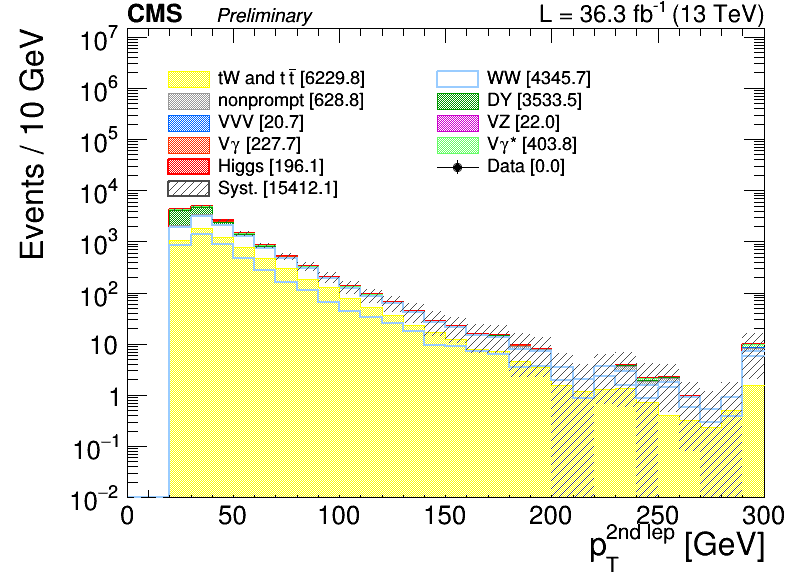 CMS Preliminary L = 36.3 fb⁻¹ (13 TeV)
Events / 10 GeV
10⁷
10⁶
10⁵
10⁴
10³
10²
10
1
10⁻¹
10⁻²
tW and tt̄ [6229.8]
nonprompt [628.8]
VVV [20.7]
Vγ [227.7]
Higgs [196.1]
Syst. [15412.1]
WW [4345.7]
DY [3533.5]
VZ [22.0]
Vγ* [403.8]
Data [0.0]
0 50 100 150 200 250 300
p_T^{2nd lep} [GeV]